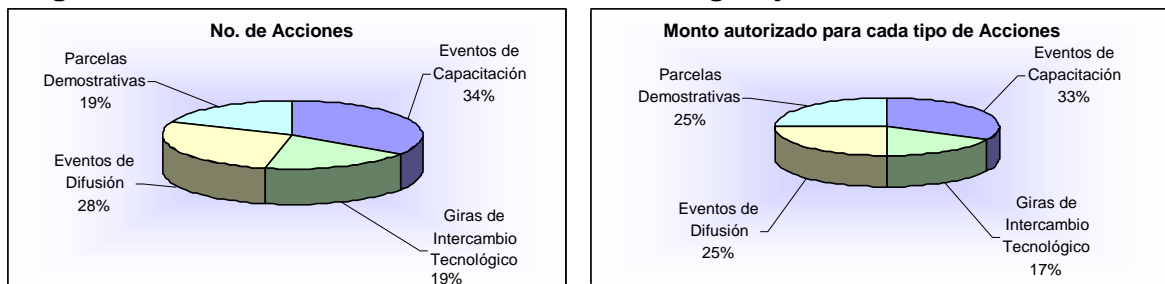 No. de Acciones
Parcelas
Demostrativas
19%
Eventos de
Capacitación
34%
Eventos de
Difusión
28%
Giras de
Intercambio
Tecnológico
19%
Monto autorizado para cada tipo de Acciones
Parcelas
Demostrativas
25%
Eventos de
Capacitación
33%
Eventos de
Difusión
25%
Giras de
Intercambio
Tecnológico
17%